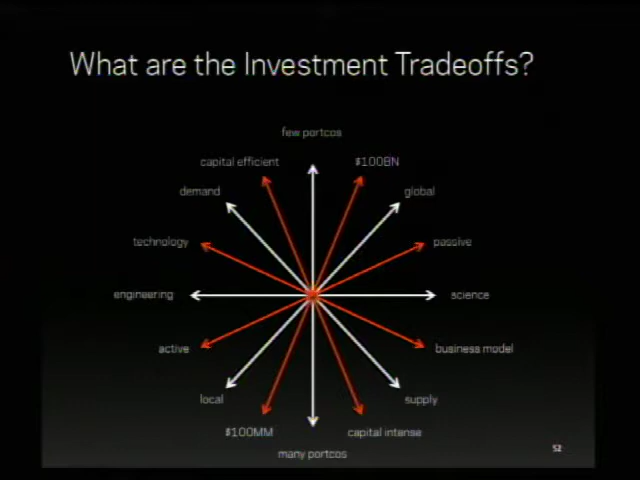 What are the Investment Tradeoffs?
few portcos
capital efficient
$100BN
demand
global
technology
passive
engineering
science
active
business model
local
supply
$100MM
capital intense
many portcos
52